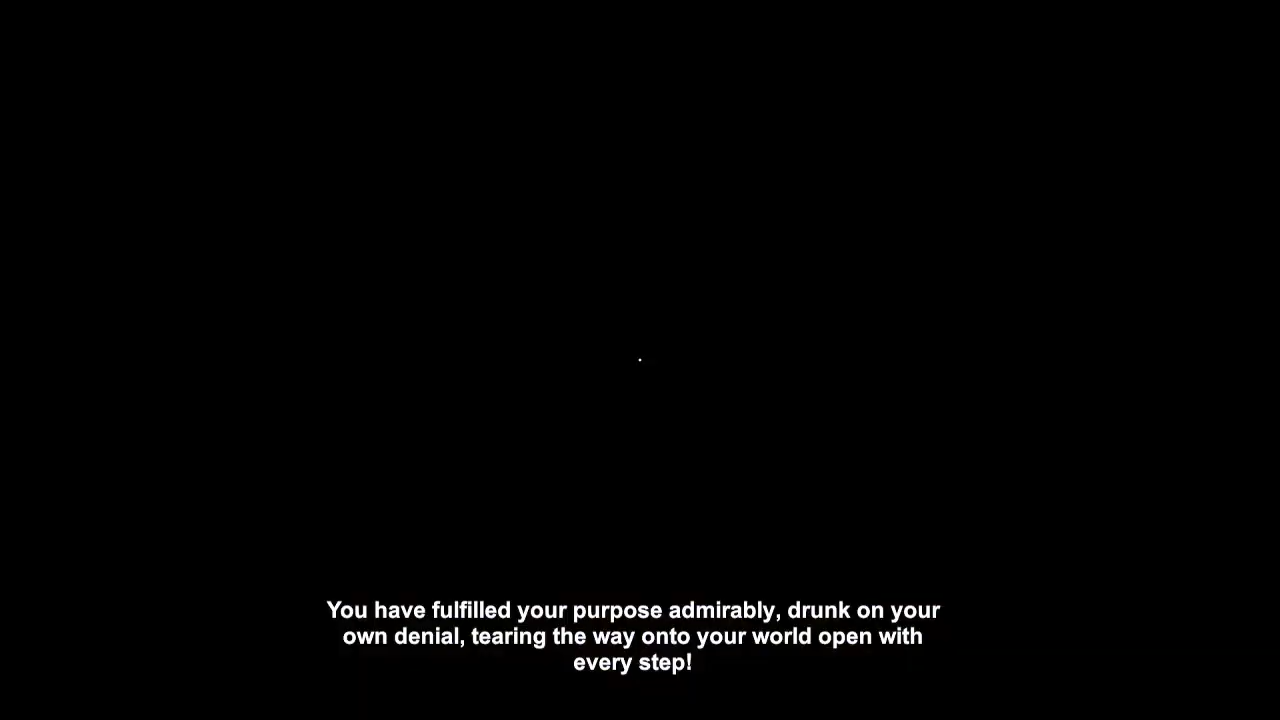 You have fulfilled your purpose admirably, drunk on your
own denial, tearing the way onto your world open with
every step!